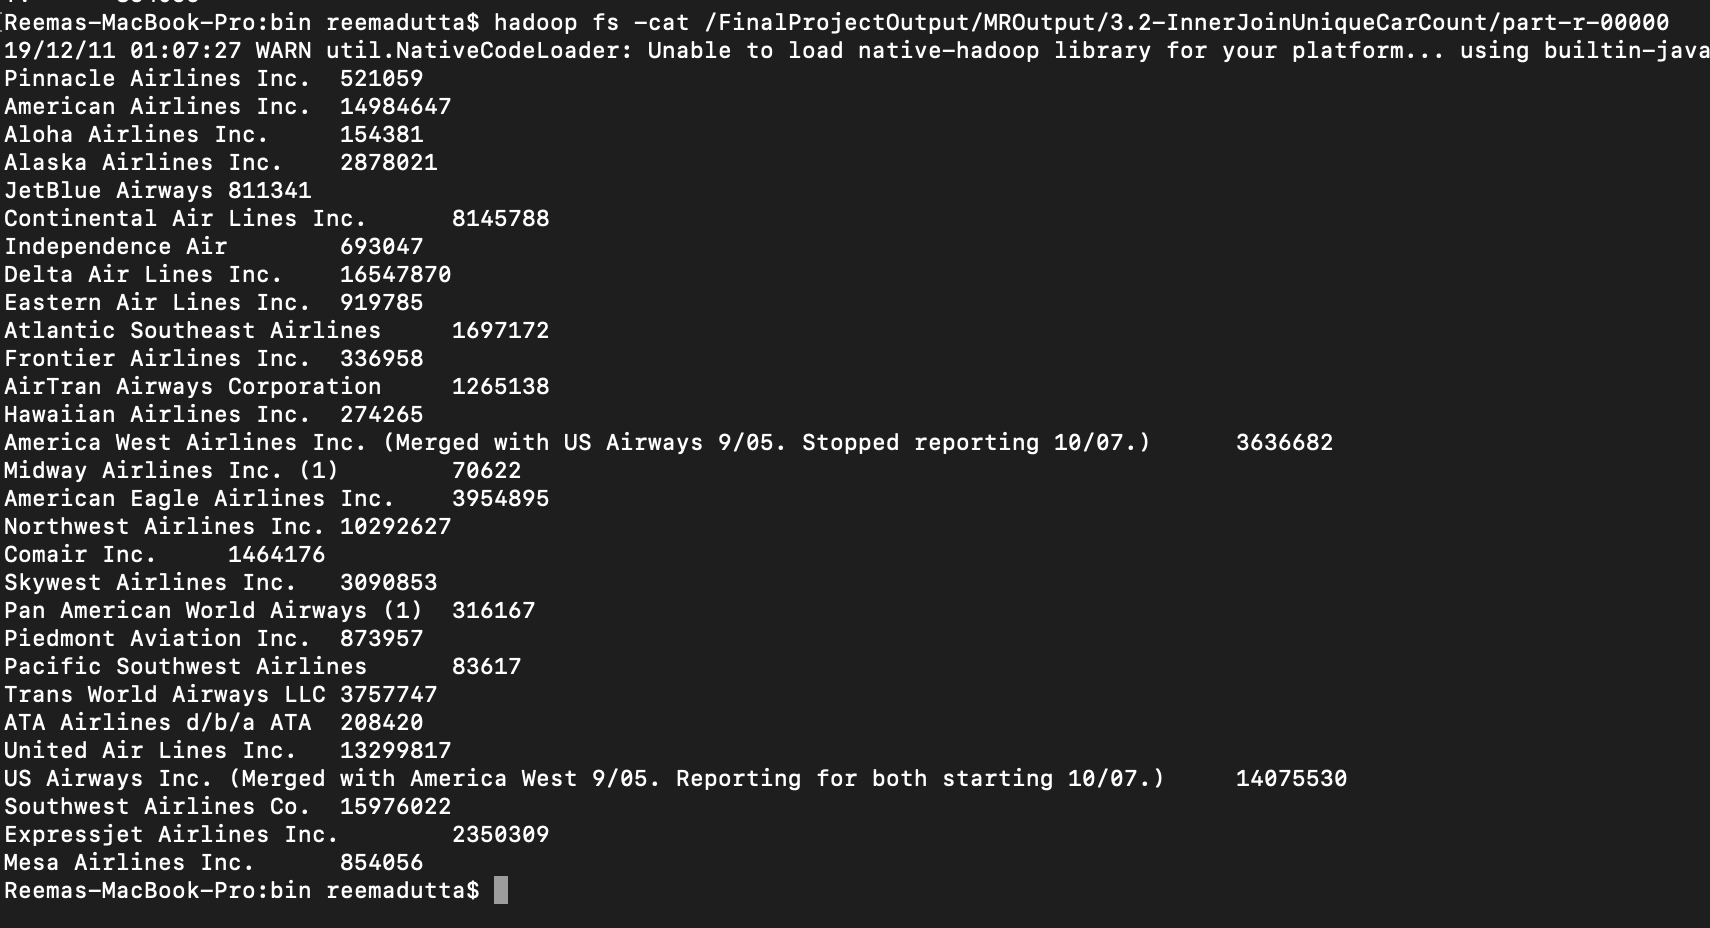 Reemas-MacBook-Pro:bin reemadutta$ hadoop fs -cat /FinalProjectOutput/MROutput/3.2-InnerJoinUniqueCarCount/part-r-00000
19/12/11 01:07:27 WARN util.NativeCodeLoader: Unable to load native-hadoop library for your platform... using builtin-java
Pinnacle Airlines Inc.	521059
American Airlines Inc.	14984647
Aloha Airlines Inc.	154381
Alaska Airlines Inc.	2878021
JetBlue Airways	811341
Continental Air Lines Inc.	8145788
Independence Air	693047
Delta Air Lines Inc.	16547870
Eastern Air Lines Inc.	919785
Atlantic Southeast Airlines	1697172
Frontier Airlines Inc.	336958
AirTran Airways Corporation	1265138
Hawaiian Airlines Inc.	274265
America West Airlines Inc. (Merged with US Airways 9/05. Stopped reporting 10/07.)	3636682
Midway Airlines Inc. (1)	70622
American Eagle Airlines Inc.	3954895
Northwest Airlines Inc.	10292627
Comair Inc.	1464176
Skywest Airlines Inc.	3090853
Pan American World Airways (1)	316167
Piedmont Aviation Inc.	873957
Pacific Southwest Airlines	83617
Trans World Airways LLC	3757747
ATA Airlines d/b/a ATA	208420
United Air Lines Inc.	13299817
US Airways Inc. (Merged with America West 9/05. Reporting for both starting 10/07.)	14075530
Southwest Airlines Co.	15976022
Expressjet Airlines Inc.	2350309
Mesa Airlines Inc.	854056
Reemas-MacBook-Pro:bin reemadutta$